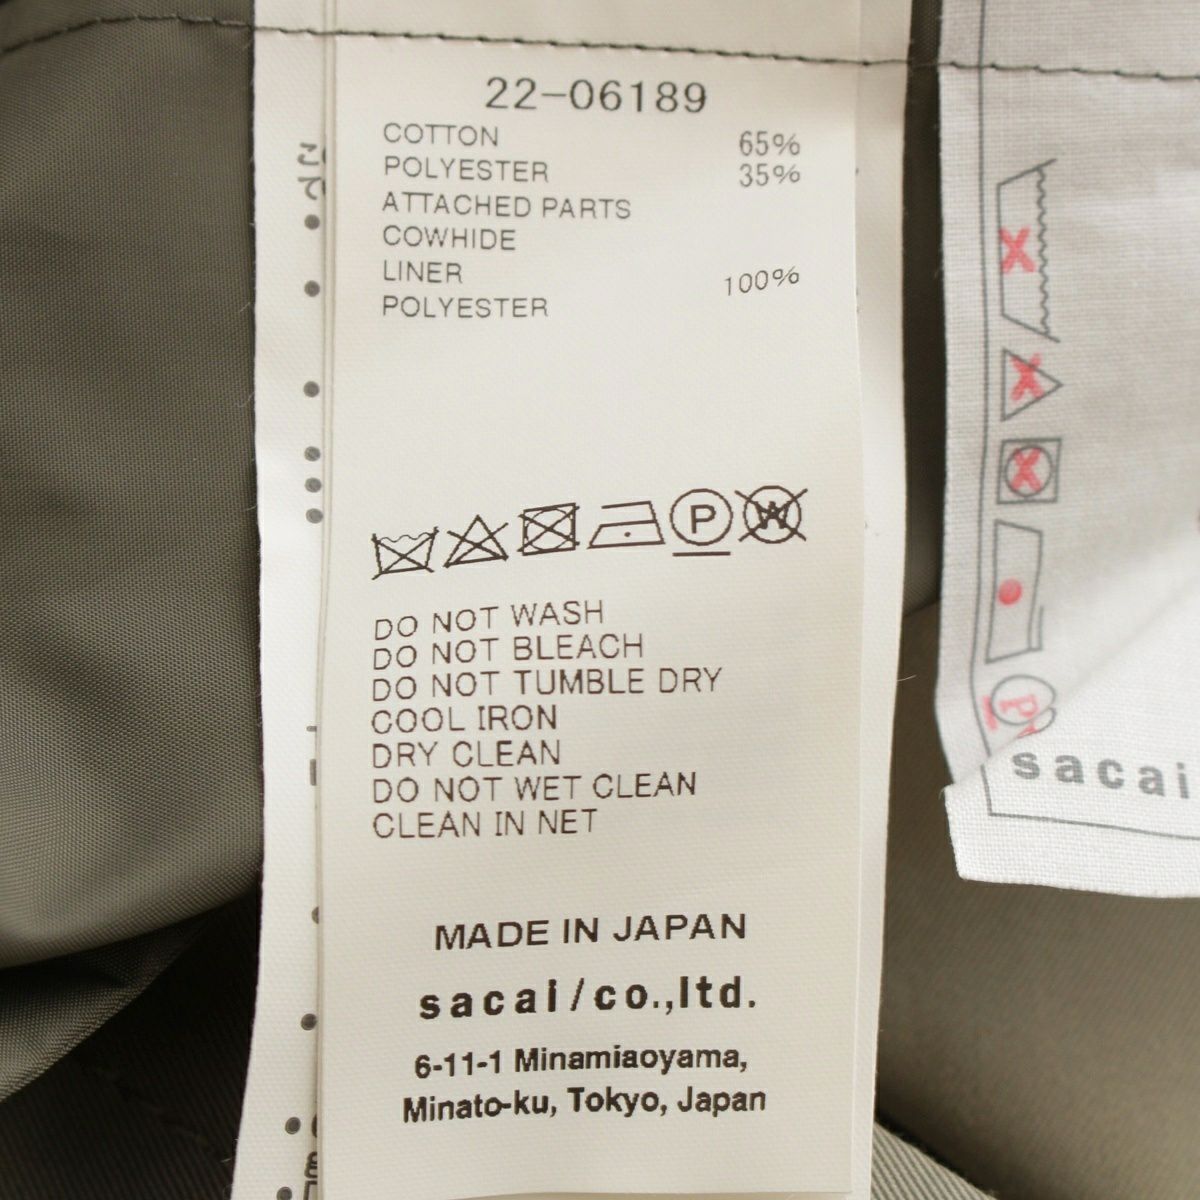 22-06189
COTTON 65%
POLYESTER 35%
ATTACHED PARTS
COWHIDE
LINER
POLYESTER 100%
P W
DO NOT WASH
DO NOT BLEACH
DO NOT TUMBLE DRY
COOL IRON
DRY CLEAN
DO NOT WET CLEAN
CLEAN IN NET
MADE IN JAPAN
sacai/co.,ltd.
6-11-1 Minamiaoyama,
Minato-ku, Tokyo, Japan
P
sacai